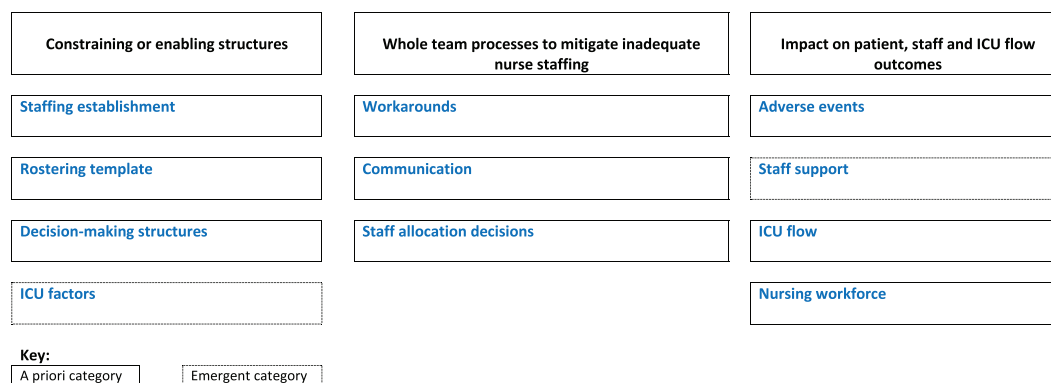 Constraining or enabling structures
Whole team processes to mitigate inadequate
nurse staffing
Impact on patient, staff and ICU flow
outcomes
Staffing establishment
Workarounds
Adverse events
Rostering template
Communication
Staff support
Decision-making structures
Staff allocation decisions
ICU flow
ICU factors
Nursing workforce
Key:
A priori category
Emergent category